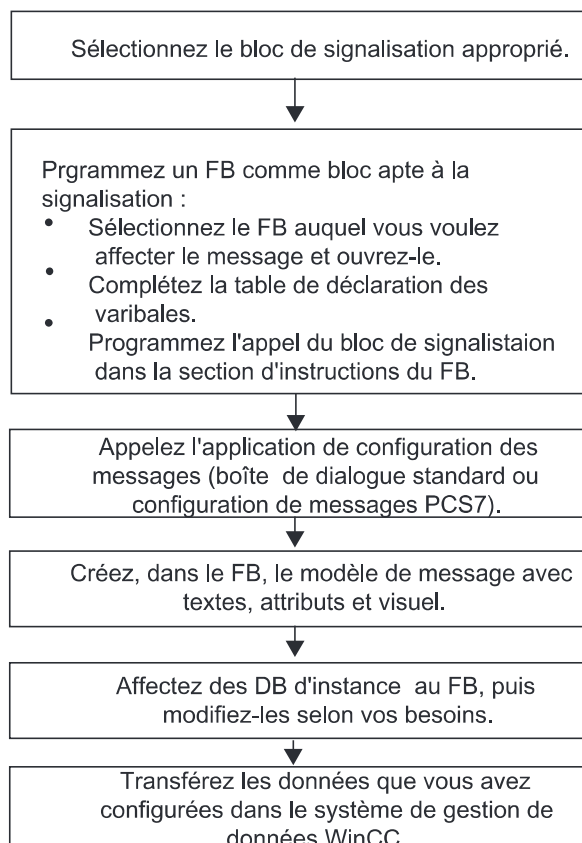 Sélectionnez le bloc de signalisation approprié.
Prgrammez un FB comme bloc apte à la
signalisation :
• Sélectionnez le FB auquel vous voulez
affecter le message et ouvrez-le.
• Complétez la table de déclaration des
varibales.
• Programmez l'appel du bloc de signalistaion
dans la section d'instructions du FB.
Appelez l'application de configuration des
messages (boîte de dialogue standard ou
configuration de messages PCS7).
Créez, dans le FB, le modèle de message avec
textes, attributs et visuel.
Affectez des DB d'instance au FB, puis
modifiez-les selon vos besoins.
Transférez les données que vous avez
configurées dans le système de gestion de
données WinCC